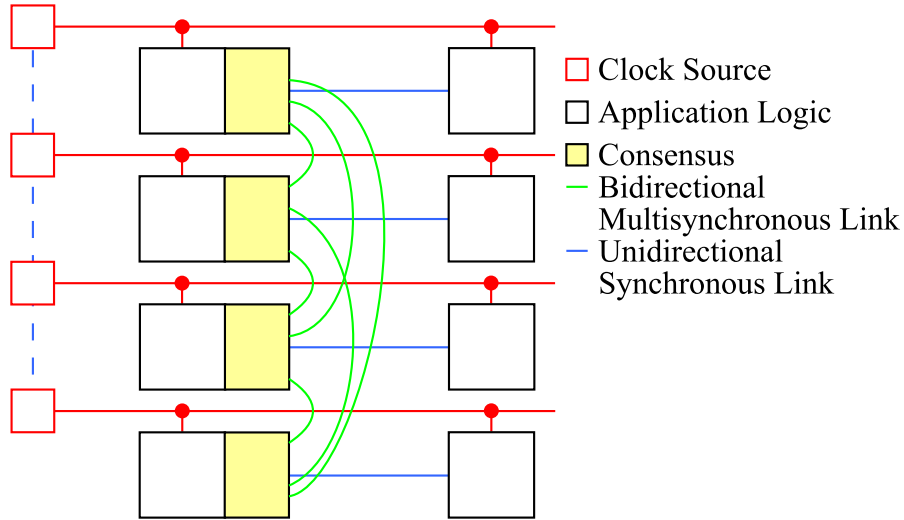 Clock Source
Application Logic
Consensus
Bidirectional
Multisynchronous Link
Unidirectional
Synchronous Link